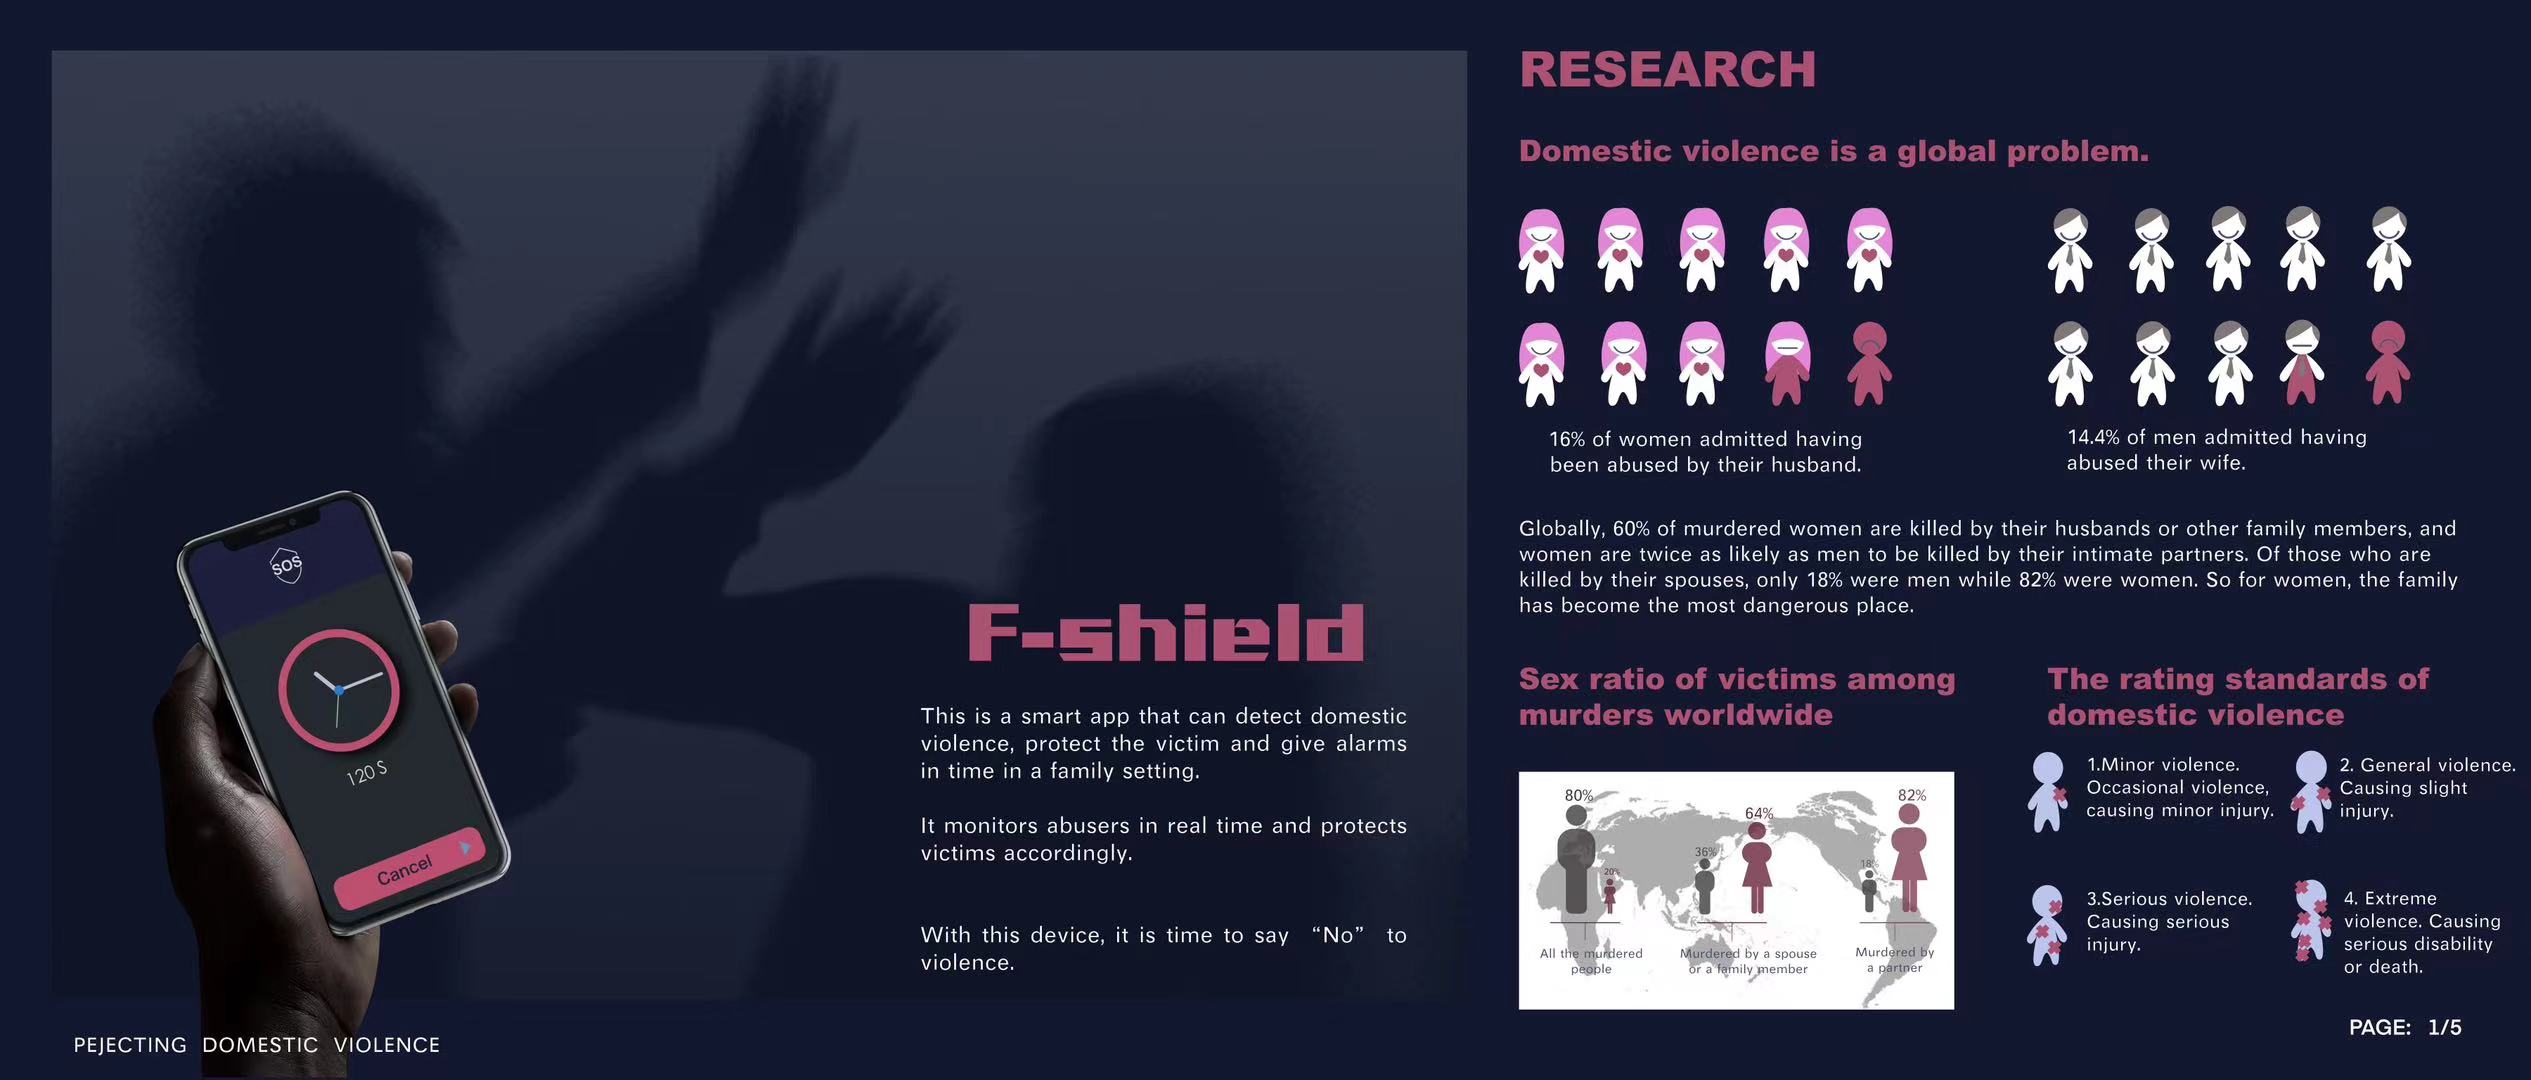 SOS
120 S
Cancel
F-shield
This is a smart app that can detect domestic
violence, protect the victim and give alarms
in time in a family setting.
It monitors abusers in real time and protects
victims accordingly.
With this device, it is time to say “No” to
violence.
PEJECTING DOMESTIC VIOLENCE
RESEARCH
Domestic violence is a global problem.
16% of women admitted having
been abused by their husband.
14.4% of men admitted having
abused their wife.
Globally, 60% of murdered women are killed by their husbands or other family members, and
women are twice as likely as men to be killed by their intimate partners. Of those who are
killed by their spouses, only 18% were men while 82% were women. So for women, the family
has become the most dangerous place.
Sex ratio of victims among
murders worldwide
80%
20%
All the murdered
people
36%
64%
Murdered by a spouse
or a family member
18%
82%
Murdered by
a partner
The rating standards of
domestic violence
1.Minor violence.
Occasional violence,
causing minor injury.
2. General violence.
Causing slight
injury.
3.Serious violence.
Causing serious
injury.
4. Extreme
violence. Causing
serious disability
or death.
PAGE: 1/5